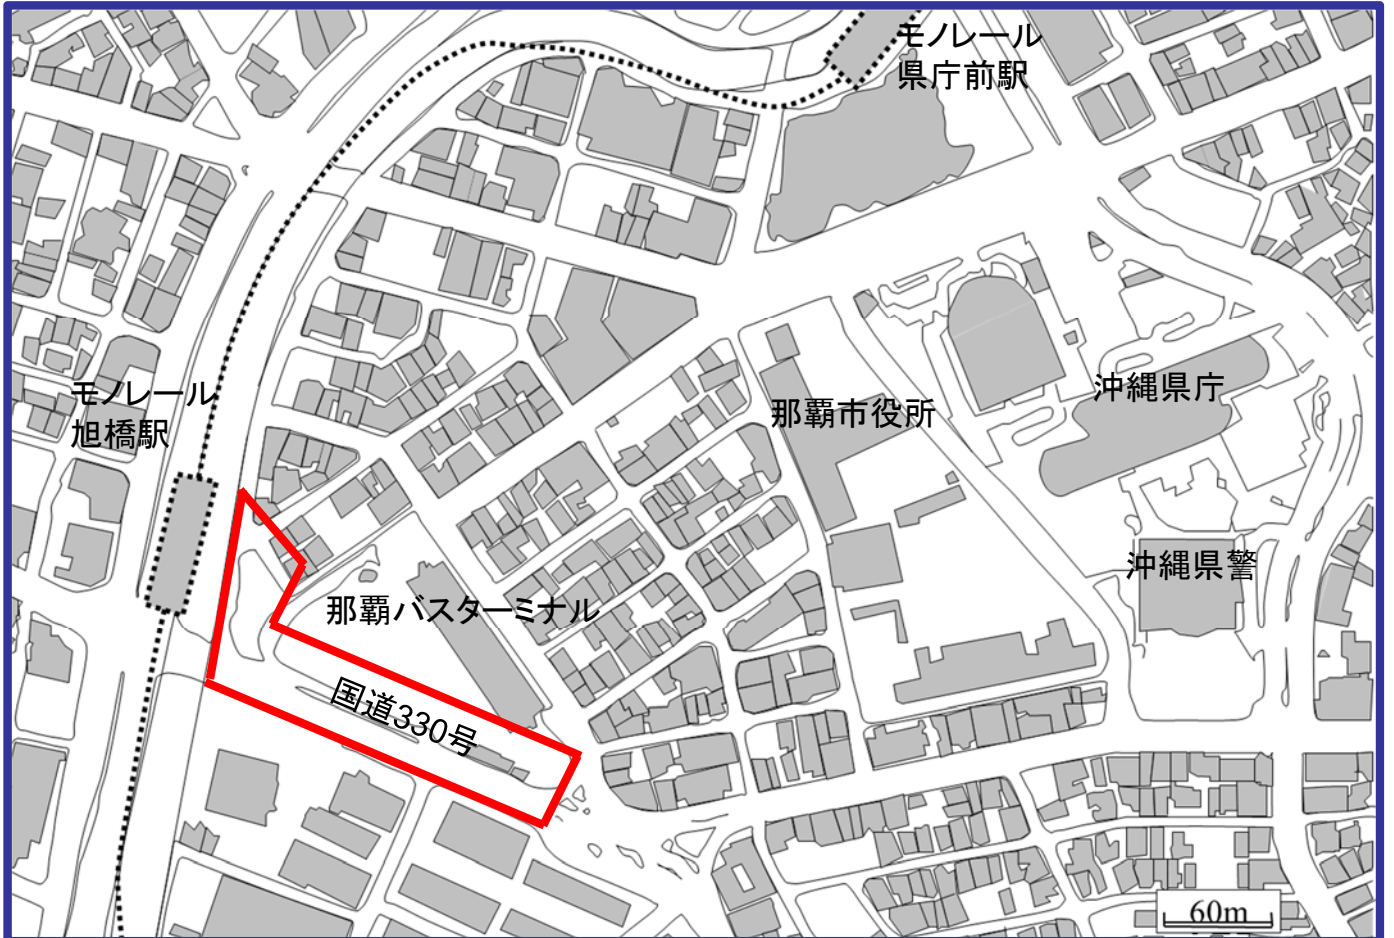 モノレール
県庁前駅
モノレール
旭橋駅
沖縄県庁
那覇市役所
沖縄県警
那覇バスターミナル
国道330号
60m